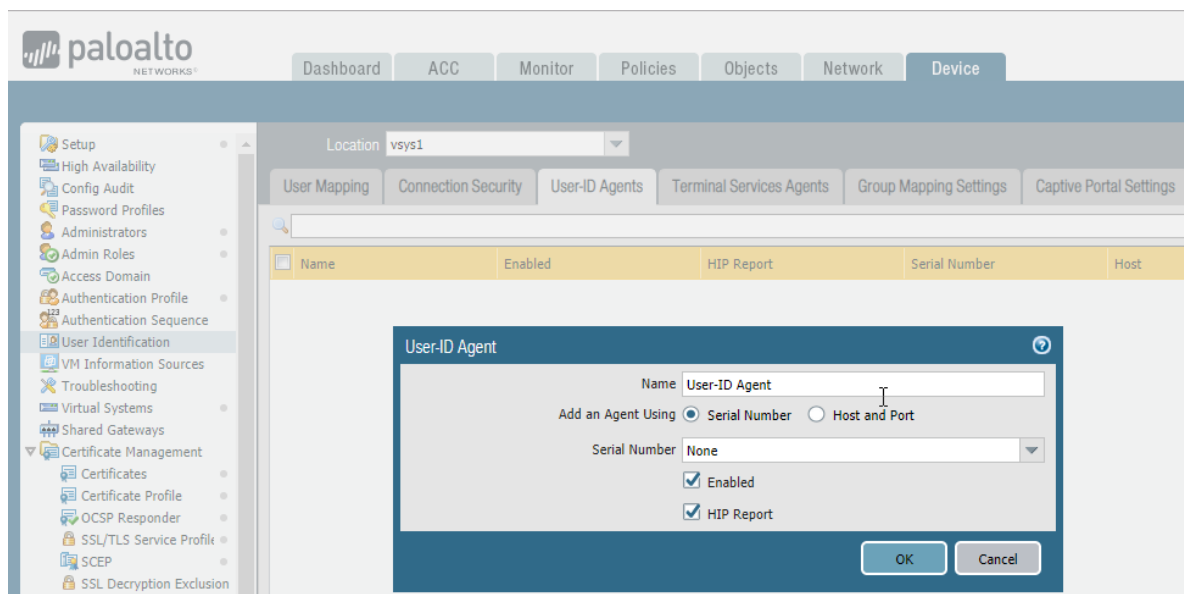 paloalto
NETWORKS®
Dashboard ACC Monitor Policies Objects Network Device
Location vsys1
User Mapping Connection Security User-ID Agents Terminal Services Agents Group Mapping Settings Captive Portal Settings
Name Enabled HIP Report Serial Number Host
Setup
High Availability
Config Audit
Password Profiles
Administrators
Admin Roles
Access Domain
Authentication Profile
123
Authentication Sequence
User Identification
VM Information Sources
Troubleshooting
Virtual Systems
Shared Gateways
Certificate Management
Certificates
Certificate Profile
OCSP Responder
SSL/TLS Service Profile
SCEP
SSL Decryption Exclusion
User-ID Agent
Name User-ID Agent
Add an Agent Using Serial Number Host and Port
Serial Number None
Enabled
HIP Report
OK Cancel